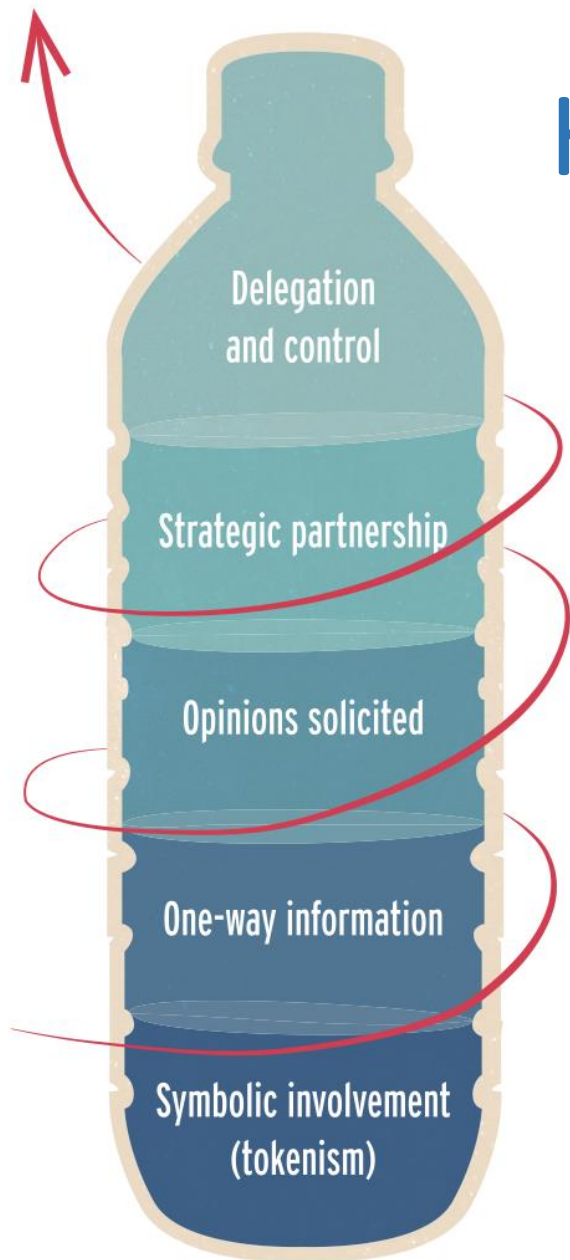 Delegation
and control
Strategic partnership
Opinions solicited
One-way information
Symbolic involvement
(tokenism)